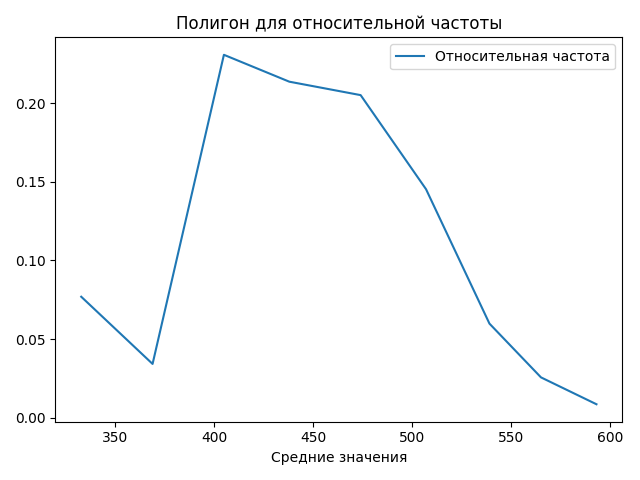 Полигон для относительной частоты
Относительная частота
0.20
0.15
0.10
0.05
0.00
350 400 450 500 550 600
Средние значения